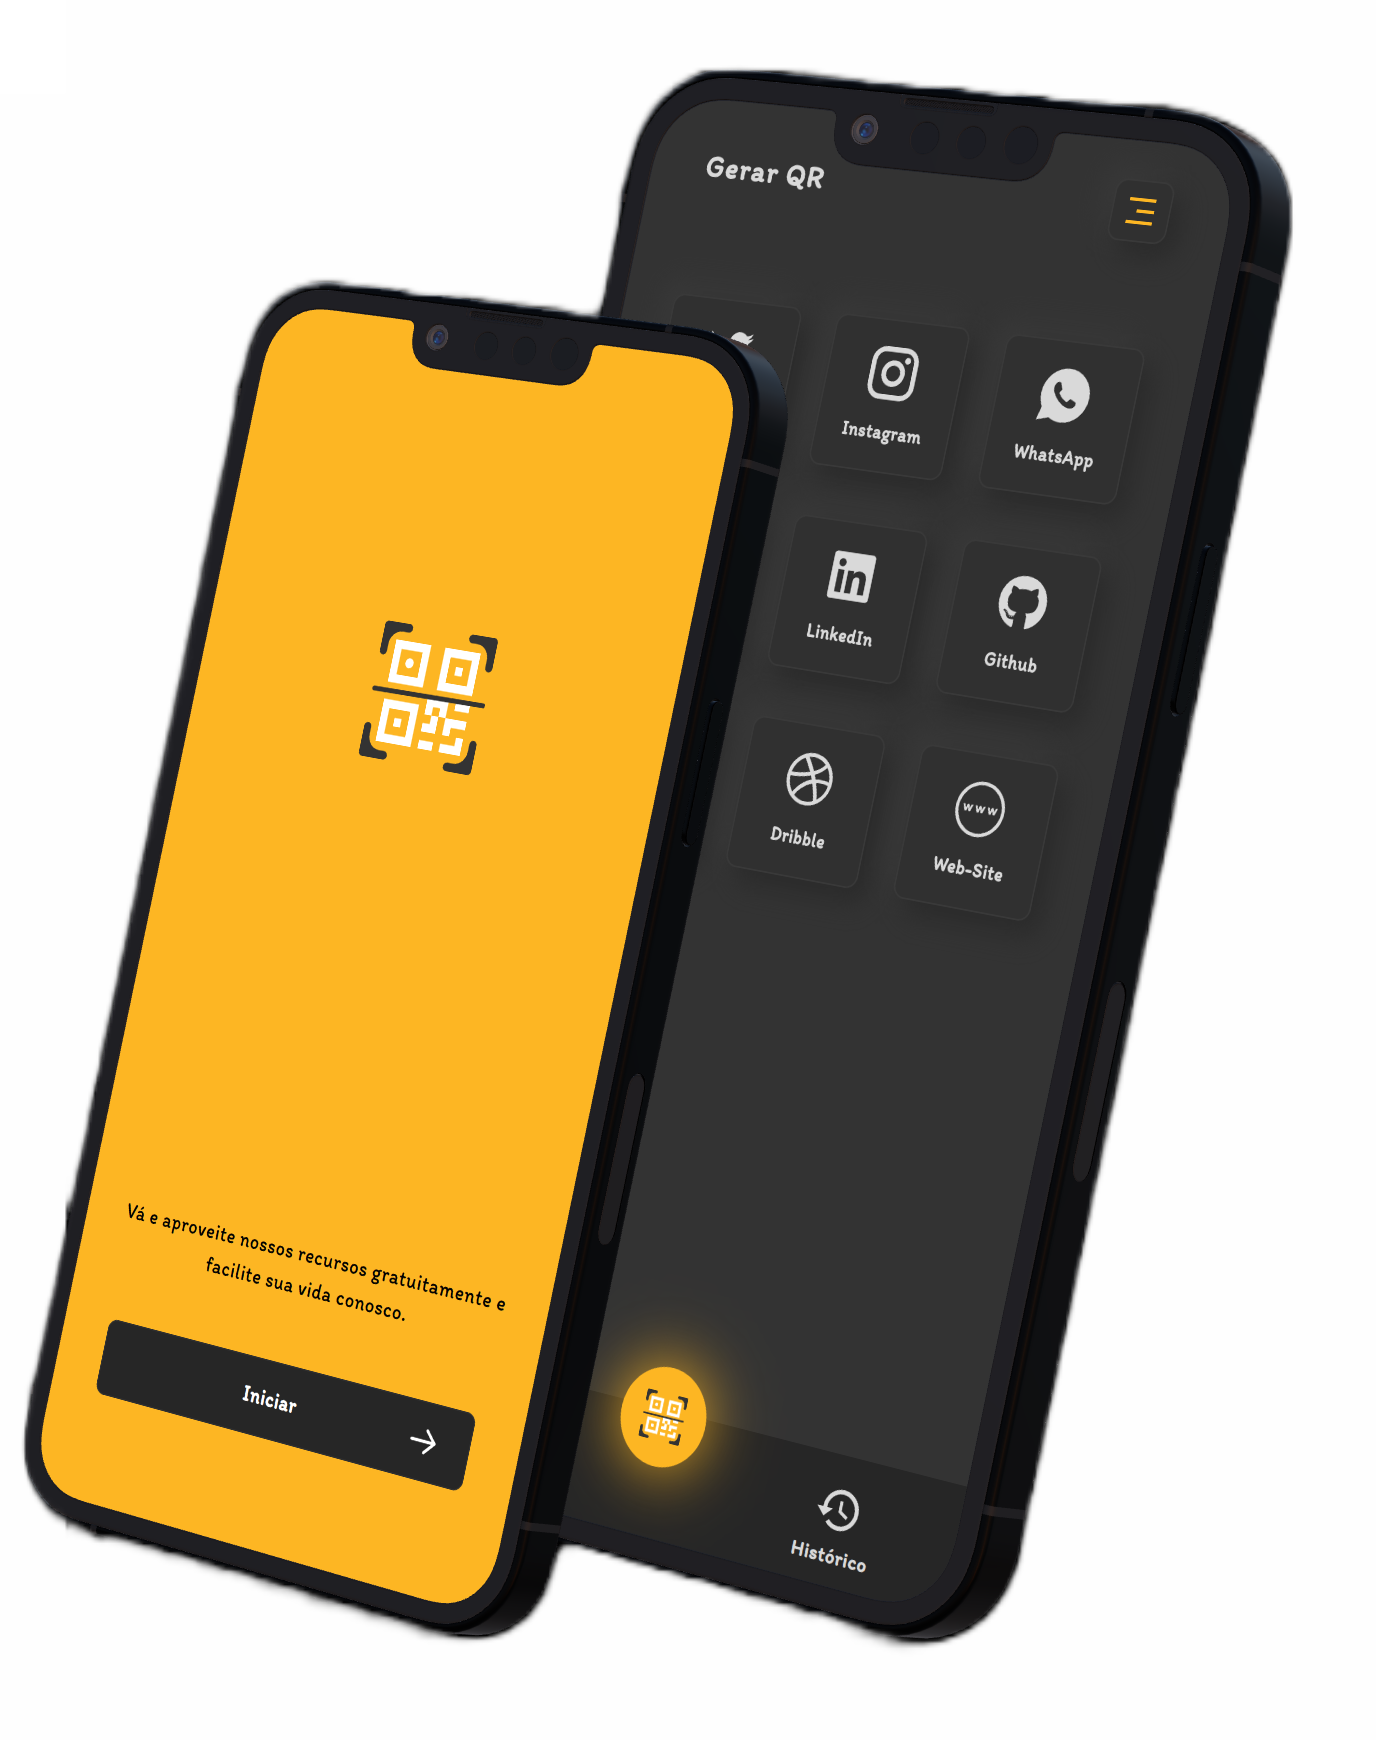 Gerar QR
Instagram
WhatsApp
LinkedIn
Github
Dribble
www
Web-Site
Histórico
Vá e aproveite nossos recursos gratuitamente e
facilite sua vida conosco.
Iniciar